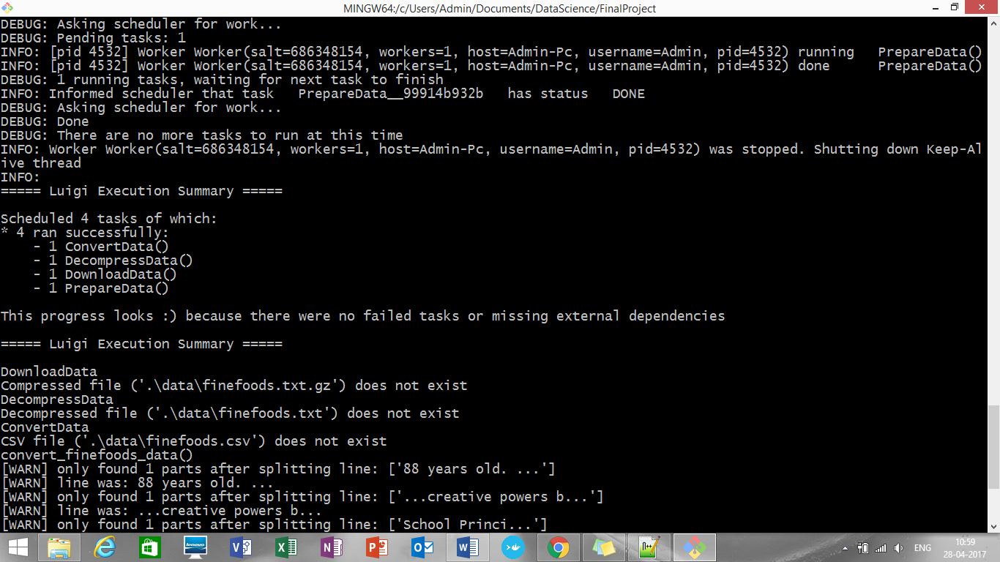 MINGW64:/c/Users/Admin/Documents/DataScience/FinalProject
DEBUG: Asking scheduler for work...
DEBUG: Pending tasks: 1
INFO: [pid 4532] Worker Worker(salt=686348154, workers=1, host=Admin-Pc, username=Admin, pid=4532) running   PrepareData()
INFO: [pid 4532] Worker Worker(salt=686348154, workers=1, host=Admin-Pc, username=Admin, pid=4532) done      PrepareData()
DEBUG: 1 running tasks, waiting for next task to finish
INFO: Informed scheduler that task   PrepareData__99914b932b   has status   DONE
DEBUG: Asking scheduler for work...
DEBUG: Done
DEBUG: There are no more tasks to run at this time
INFO: Worker Worker(salt=686348154, workers=1, host=Admin-Pc, username=Admin, pid=4532) was stopped. Shutting down Keep-Al
ive thread
INFO:
===== Luigi Execution Summary =====
Scheduled 4 tasks of which:
* 4 ran successfully:
    - 1 ConvertData()
    - 1 DecompressData()
    - 1 DownloadData()
    - 1 PrepareData()
This progress looks :) because there were no failed tasks or missing external dependencies
===== Luigi Execution Summary =====
DownloadData
Compressed file ('.\data\finefoods.txt.gz') does not exist
DecompressData
Decompressed file ('.\data\finefoods.txt') does not exist
ConvertData
CSV file ('.\data\finefoods.csv') does not exist
convert_finefoods_data()
[WARN] only found 1 parts after splitting line: ['88 years old. ...']
[WARN] line was: 88 years old. ...
[WARN] only found 1 parts after splitting line: ['...creative powers b...']
[WARN] line was: ...creative powers b...
[WARN] only found 1 parts after splitting line: ['School Princi...']
ENG
10:59
28-04-2017